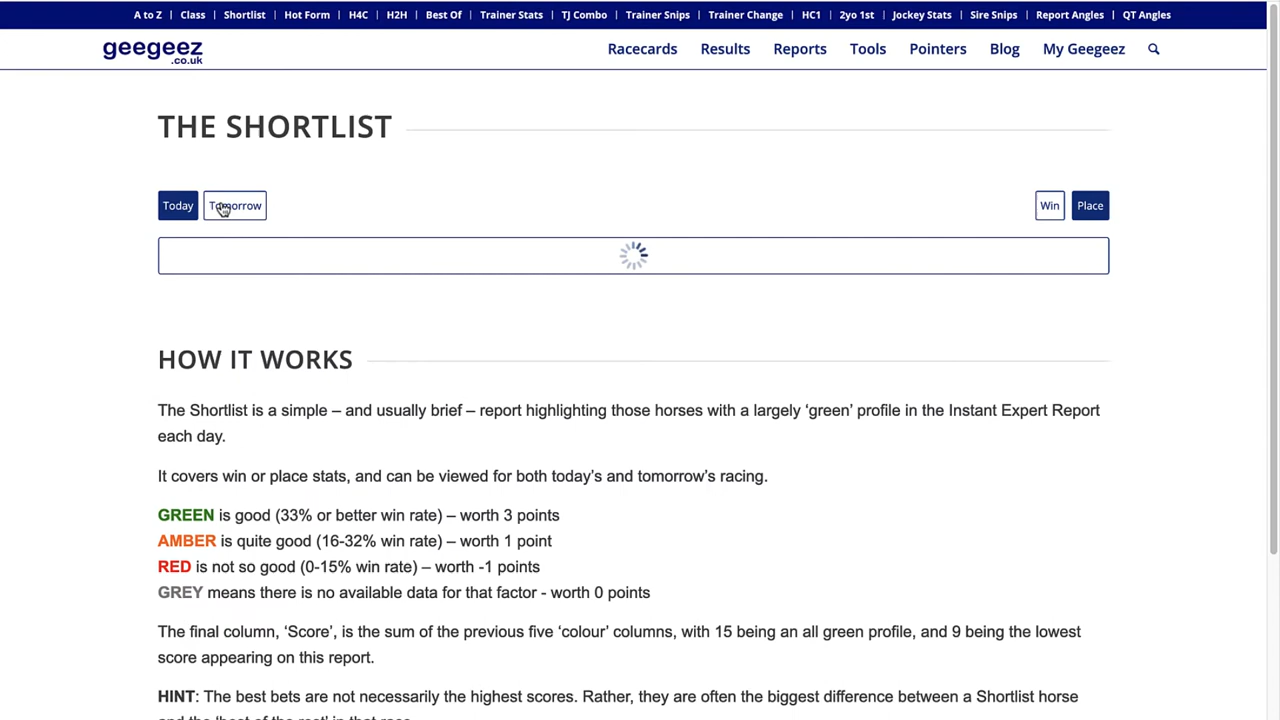 A to Z | Class | Shortlist | Hot Form | H4C | H2H | Best Of | Trainer Stats | TJ Combo | Trainer Snips | Trainer Change | HC1 | 2yo 1st | Jockey Stats | Sire Snips | Report Angles | QT Angles
geegeez
.co.uk
Racecards Results Reports Tools Pointers Blog My Geegeez
THE SHORTLIST
Today Tomorrow Win Place
HOW IT WORKS
The Shortlist is a simple – and usually brief – report highlighting those horses with a largely ‘green’ profile in the Instant Expert Report
each day.
It covers win or place stats, and can be viewed for both today’s and tomorrow’s racing.
GREEN is good (33% or better win rate) – worth 3 points
AMBER is quite good (16-32% win rate) – worth 1 point
RED is not so good (0-15% win rate) – worth -1 points
GREY means there is no available data for that factor - worth 0 points
The final column, ‘Score’, is the sum of the previous five ‘colour’ columns, with 15 being an all green profile, and 9 being the lowest
score appearing on this report.
HINT: The best bets are not necessarily the highest scores. Rather, they are often the biggest difference between a Shortlist horse
and the ‘best of the rest’ in that race.